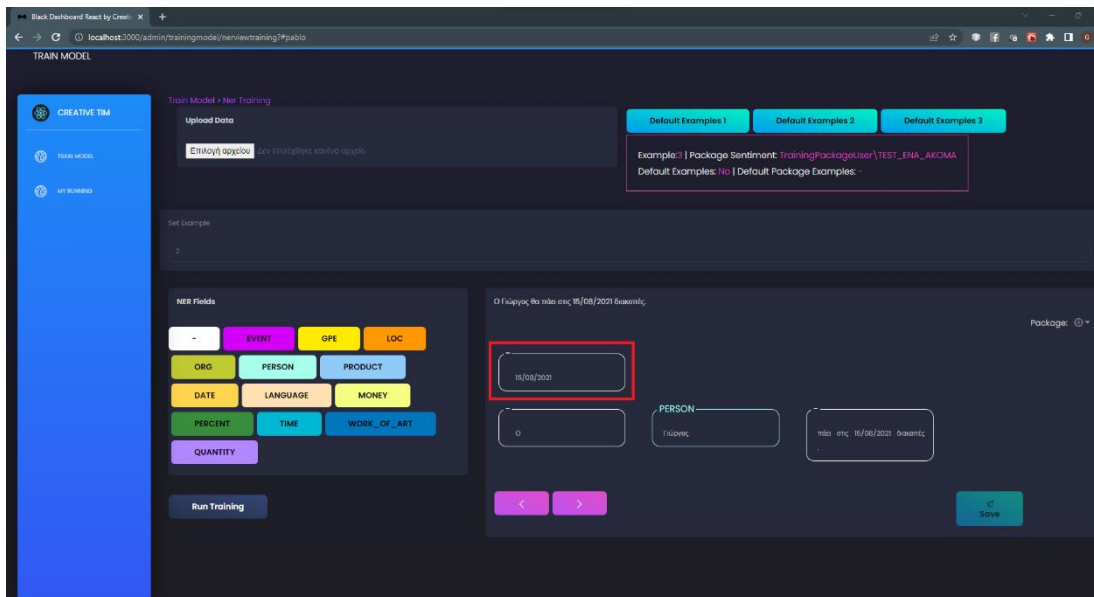 Black Dashboard React by Creativ
localhost:3000/admin/trainingmodel/nerviewtraining?#pablo
TRAIN MODEL
CREATIVE TIM
TRAIN MODEL
MY RUNNING
Train Model > Ner Training
Upload Data
Επιλογή αρχείου Δεν επιλέχθηκε κανένα αρχείο.
Default Examples 1
Default Examples 2
Default Examples 3
Example:3 | Package Sentiment: TrainingPackageUser\TEST_ENA_AKOMA
Default Examples: No | Default Package Examples: -
Set Example
3
NER Fields
-
EVENT
GPE
LOC
ORG
PERSON
PRODUCT
DATE
LANGUAGE
MONEY
PERCENT
TIME
WORK_OF_ART
QUANTITY
Run Training
Ο Γιώργος θα πάει στις 15/08/2021 διακοπές.
Package:
-
15/08/2021
-
Ο
PERSON
Γιώργος
-
πάει στις 15/08/2021 διακοπές
.
<
>
Save